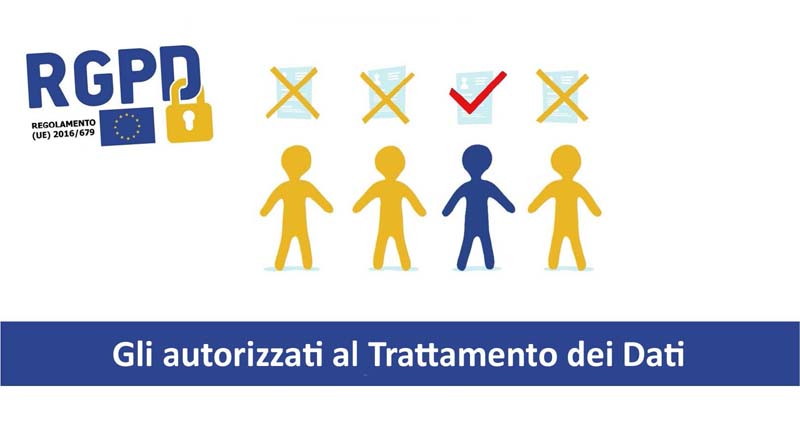 RGPD
REGOLAMENTO
(UE) 2016/679
Gli autorizzati al Trattamento dei Dati